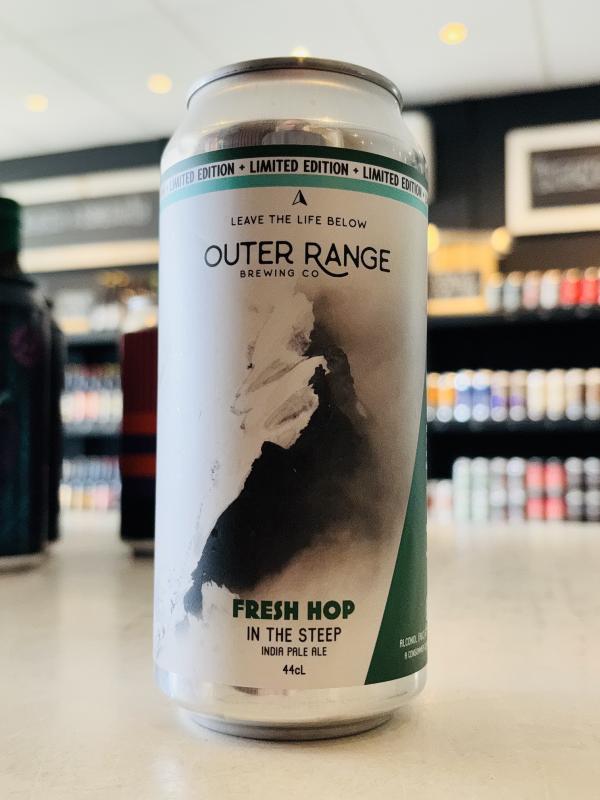 LIMITED EDITION + LIMITED EDITION + LIMITED EDITION
LEAVE THE LIFE BELOW
OUTER RANGE
BREWING CO
FRESH HOP
IN THE STEEP
INDIA PALE ALE
44cL